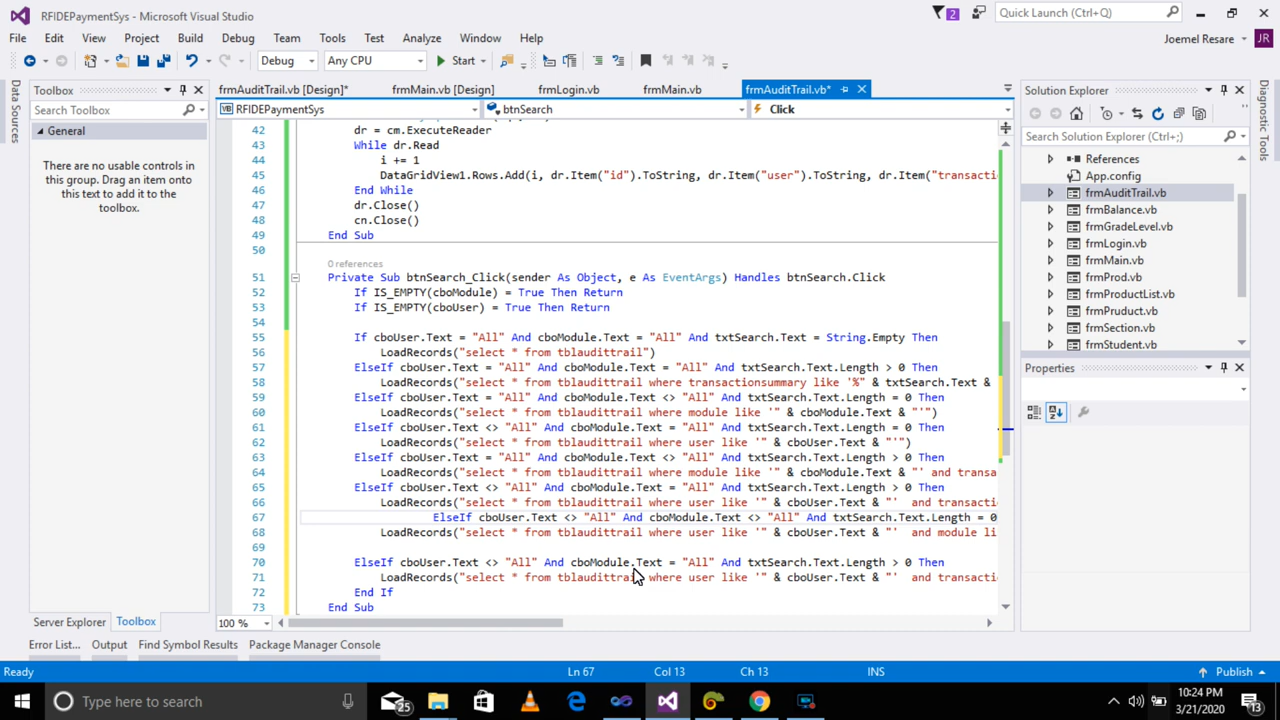 RFIDEPaymentSys - Microsoft Visual Studio
2
Quick Launch (Ctrl+Q)
File Edit View Project Build Debug Team Tools Test Analyze Window Help
Joemel Resare
JR
Debug Any CPU Start
Data Sources
Toolbox
Search Toolbox
General
There are no usable controls in
this group. Drag an item onto
this text to add it to the
toolbox.
Server Explorer Toolbox
frmAuditTrail.vb [Design]* frmMain.vb [Design] frmLogin.vb frmMain.vb frmAuditTrail.vb*
RFIDEPaymentSys btnSearch Click
42 dr = cm.ExecuteReader
43 While dr.Read
44 i += 1
45 DataGridView1.Rows.Add(i, dr.Item("id").ToString, dr.Item("user").ToString, dr.Item("transacti
46 End While
47 dr.Close()
48 cn.Close()
49 End Sub
50
0 references
51 Private Sub btnSearch_Click(sender As Object, e As EventArgs) Handles btnSearch.Click
52 If IS_EMPTY(cboModule) = True Then Return
53 If IS_EMPTY(cboUser) = True Then Return
54
55 If cboUser.Text = "All" And cboModule.Text = "All" And txtSearch.Text = String.Empty Then
56 LoadRecords("select * from tblaudittrail")
57 ElseIf cboUser.Text = "All" And cboModule.Text = "All" And txtSearch.Text.Length > 0 Then
58 LoadRecords("select * from tblaudittrail where transactionsummary like '%" & txtSearch.Text &
59 ElseIf cboUser.Text = "All" And cboModule.Text <> "All" And txtSearch.Text.Length = 0 Then
60 LoadRecords("select * from tblaudittrail where module like '" & cboModule.Text & "'")
61 ElseIf cboUser.Text <> "All" And cboModule.Text = "All" And txtSearch.Text.Length = 0 Then
62 LoadRecords("select * from tblaudittrail where user like '" & cboUser.Text & "'")
63 ElseIf cboUser.Text = "All" And cboModule.Text <> "All" And txtSearch.Text.Length > 0 Then
64 LoadRecords("select * from tblaudittrail where module like '" & cboModule.Text & "' and transa
65 ElseIf cboUser.Text <> "All" And cboModule.Text = "All" And txtSearch.Text.Length > 0 Then
66 LoadRecords("select * from tblaudittrail where user like '" & cboUser.Text & "'  and transacti
67 ElseIf cboUser.Text <> "All" And cboModule.Text <> "All" And txtSearch.Text.Length = 0
68 LoadRecords("select * from tblaudittrail where user like '" & cboUser.Text & "'  and module li
69
70 ElseIf cboUser.Text <> "All" And cboModule.Text = "All" And txtSearch.Text.Length > 0 Then
71 LoadRecords("select * from tblaudittrail where user like '" & cboUser.Text & "'  and transacti
72 End If
73 End Sub
100 %
Solution Explorer
Search Solution Explorer (Ctrl+;)
References
App.config
frmAuditTrail.vb
frmBalance.vb
frmGradeLevel.vb
frmLogin.vb
frmMain.vb
frmProd.vb
frmProductList.vb
frmPruduct.vb
frmSection.vb
frmStudent.vb
Properties
Diagnostic Tools
Error List... Output Find Symbol Results Package Manager Console
Ready Ln 67 Col 13 Ch 13 INS Publish
Type here to search
25
10:24 PM
3/21/2020
13